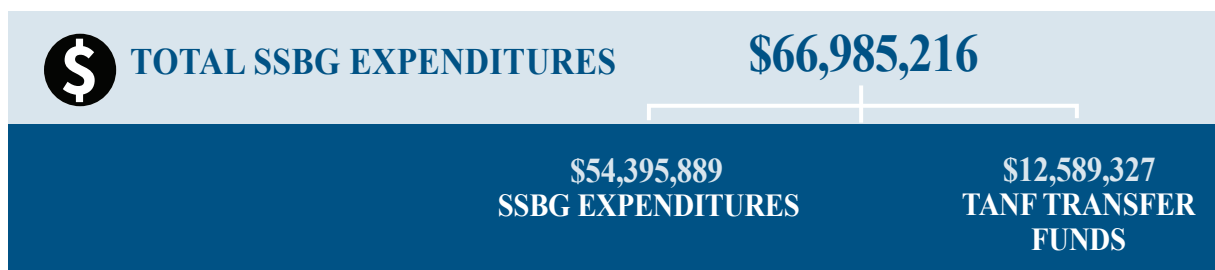 $ TOTAL SSBG EXPENDITURES $66,985,216
$54,395,889
SSBG EXPENDITURES
$12,589,327
TANF TRANSFER
FUNDS